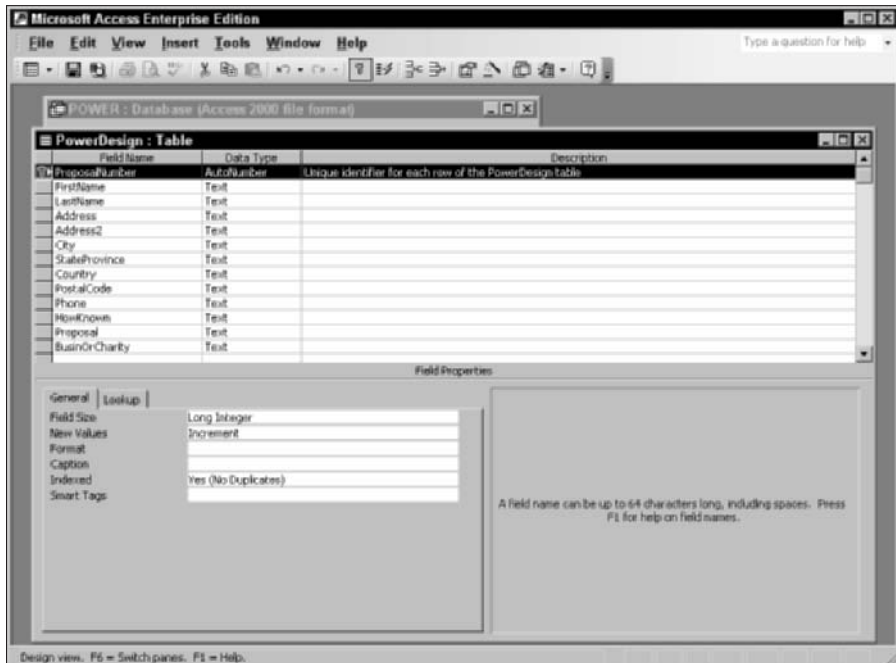 Microsoft Access Enterprise Edition
File Edit View Insert Tools Window Help Type a question for help
POWER : Database (Access 2000 file format)
PowerDesign : Table
Field Name Data Type Description
ProposalNumber AutoNumber Unique identifier for each row of the PowerDesign table
FirstName Text
LastName Text
Address Text
Address2 Text
City Text
StateProvince Text
Country Text
PostalCode Text
Phone Text
HowKnown Text
Proposal Text
BusinOrCharity Text
Field Properties
General Lookup
Field Size Long Integer
New Values Increment
Format
Caption
Indexed Yes (No Duplicates)
Smart Tags
A field name can be up to 64 characters long, including spaces. Press
F1 for help on field names.
Design view. F6 = Switch panes. F1 = Help.